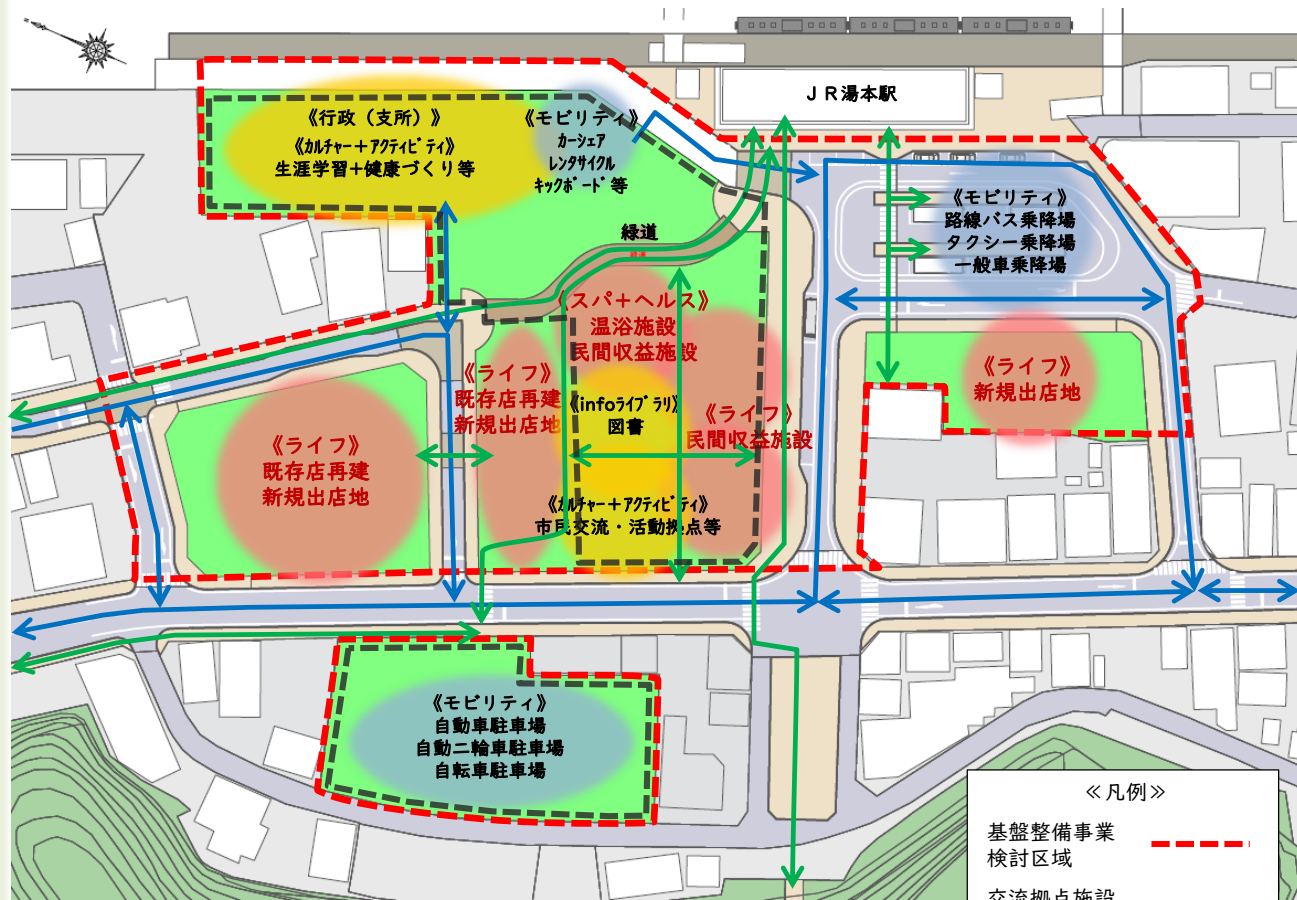 ＪＲ湯本駅
《行政（支所）》
《ｶﾙﾁｬｰ＋ｱｸﾃｨﾋﾞﾃｨ》
生涯学習＋健康づくり等
《モビリティ》
カーシェア
レンタサイクル
ｷｯｸﾎﾞｰﾄﾞ等
《モビリティ》
路線バス乗降場
タクシー乗降場
一般車乗降場
緑道
緑道
《スパ＋ヘルス》
温浴施設
民間収益施設
《ライフ》
既存店再建
新規出店地
《infoﾗｲﾌﾞﾗﾘ》
図書
《ライフ》
民間収益施設
《ライフ》
新規出店地
《ライフ》
既存店再建
新規出店地
《ｶﾙﾁｬｰ＋ｱｸﾃｨﾋﾞﾃｨ》
市民交流・活動拠点等
《モビリティ》
自動車駐車場
自動二輪車駐車場
自転車駐車場
≪凡例≫
基盤整備事業
検討区域
交流拠点施設